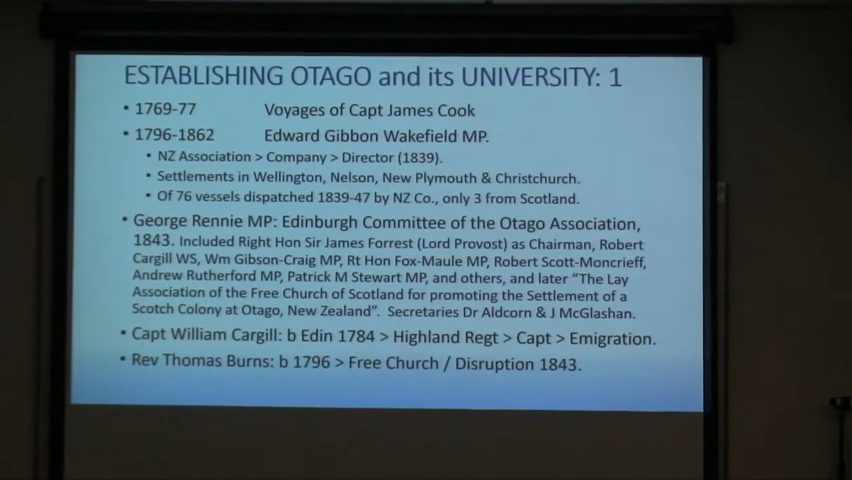 ESTABLISHING OTAGO and its UNIVERSITY: 1
• 1769-77 Voyages of Capt James Cook
• 1796-1862 Edward Gibbon Wakefield MP.
• NZ Association > Company > Director (1839).
• Settlements in Wellington, Nelson, New Plymouth & Christchurch.
• Of 76 vessels dispatched 1839-47 by NZ Co., only 3 from Scotland.
• George Rennie MP: Edinburgh Committee of the Otago Association,
1843. Included Right Hon Sir James Forrest (Lord Provost) as Chairman, Robert
Cargill WS, Wm Gibson-Craig MP, Rt Hon Fox-Maule MP, Robert Scott-Moncrieff,
Andrew Rutherford MP, Patrick M Stewart MP, and others, and later “The Lay
Association of the Free Church of Scotland for promoting the Settlement of a
Scotch Colony at Otago, New Zealand”. Secretaries Dr Aldcorn & J McGlashan.
• Capt William Cargill: b Edin 1784 > Highland Regt > Capt > Emigration.
• Rev Thomas Burns: b 1796 > Free Church / Disruption 1843.